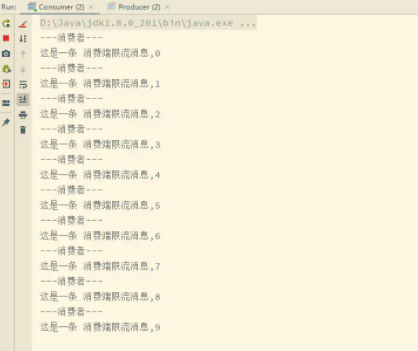 Run: Consumer (2) × Producer (2) ×
D:\Java\jdk1.8.0_201\bin\java.exe ...
---消费者---
这是一条 消费端限流消息,0
---消费者---
这是一条 消费端限流消息,1
---消费者---
这是一条 消费端限流消息,2
---消费者---
这是一条 消费端限流消息,3
---消费者---
这是一条 消费端限流消息,4
---消费者---
这是一条 消费端限流消息,5
---消费者---
这是一条 消费端限流消息,6
---消费者---
这是一条 消费端限流消息,7
---消费者---
这是一条 消费端限流消息,8
---消费者---
这是一条 消费端限流消息,9